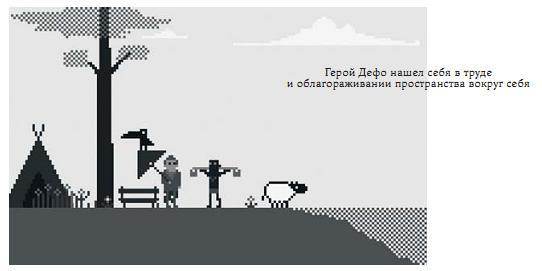 Герой Дефо нашел себя в труде
и облагораживании пространства вокруг себя